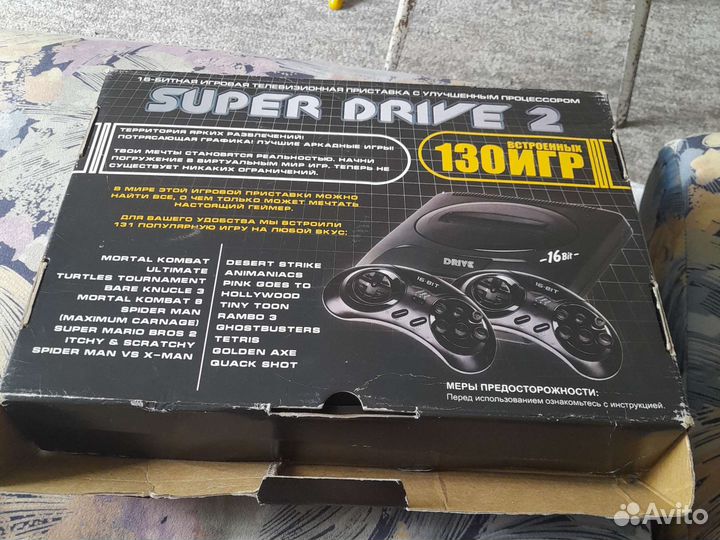 16-БИТНАЯ ИГРОВАЯ ТЕЛЕВИЗИОННАЯ ПРИСТАВКА С УЛУЧШЕННЫМ ПРОЦЕССОРОМ
SUPER DRIVE 2
ТЕРРИТОРИЯ ЯРКИХ РАЗВЛЕЧЕНИЙ!
ПОТРЯСАЮЩАЯ ГРАФИКА! ЛУЧШИЕ АРКАДНЫЕ ИГРЫ!
ТВОИ МЕЧТЫ СТАНОВЯТСЯ РЕАЛЬНОСТЬЮ. НАЧНИ
ПОГРУЖЕНИЕ В ВИРТУАЛЬНЫЙ МИР ИГР. ТЕПЕРЬ НЕ
СУЩЕСТВУЕТ НИКАКИХ ОГРАНИЧЕНИЙ.
ВСТРОЕННЫХ
130 ИГР
В МИРЕ ЭТОЙ ИГРОВОЙ ПРИСТАВКИ МОЖНО
НАЙТИ ВСЕ, О ЧЕМ ТОЛЬКО МОЖЕТ МЕЧТАТЬ
НАСТОЯЩИЙ ГЕЙМЕР.
ДЛЯ ВАШЕГО УДОБСТВА МЫ ВСТРОИЛИ
131 ПОПУЛЯРНУЮ ИГРУ НА ЛЮБОЙ ВКУС:
MORTAL KOMBAT
ULTIMATE
TURTLES TOURNAMENT
BARE KNUCLE 3
MORTAL KOMBAT 8
SPIDER MAN
(MAXIMUM CARNAGE)
SUPER MARIO BROS 2
ITCHY & SCRATCHY
SPIDER MAN VS X-MAN
DESERT STRIKE
ANIMANIACS
PINK GOES TO
HOLLYWOOD
TINY TOON
RAMBO 3
GHOSTBUSTERS
TETRIS
GOLDEN AXE
QUACK SHOT
DRIVE
-16Bit-
16-BIT
16-BIT
МЕРЫ ПРЕДОСТОРОЖНОСТИ:
Перед использованием ознакомьтесь с инструкцией.
Avito